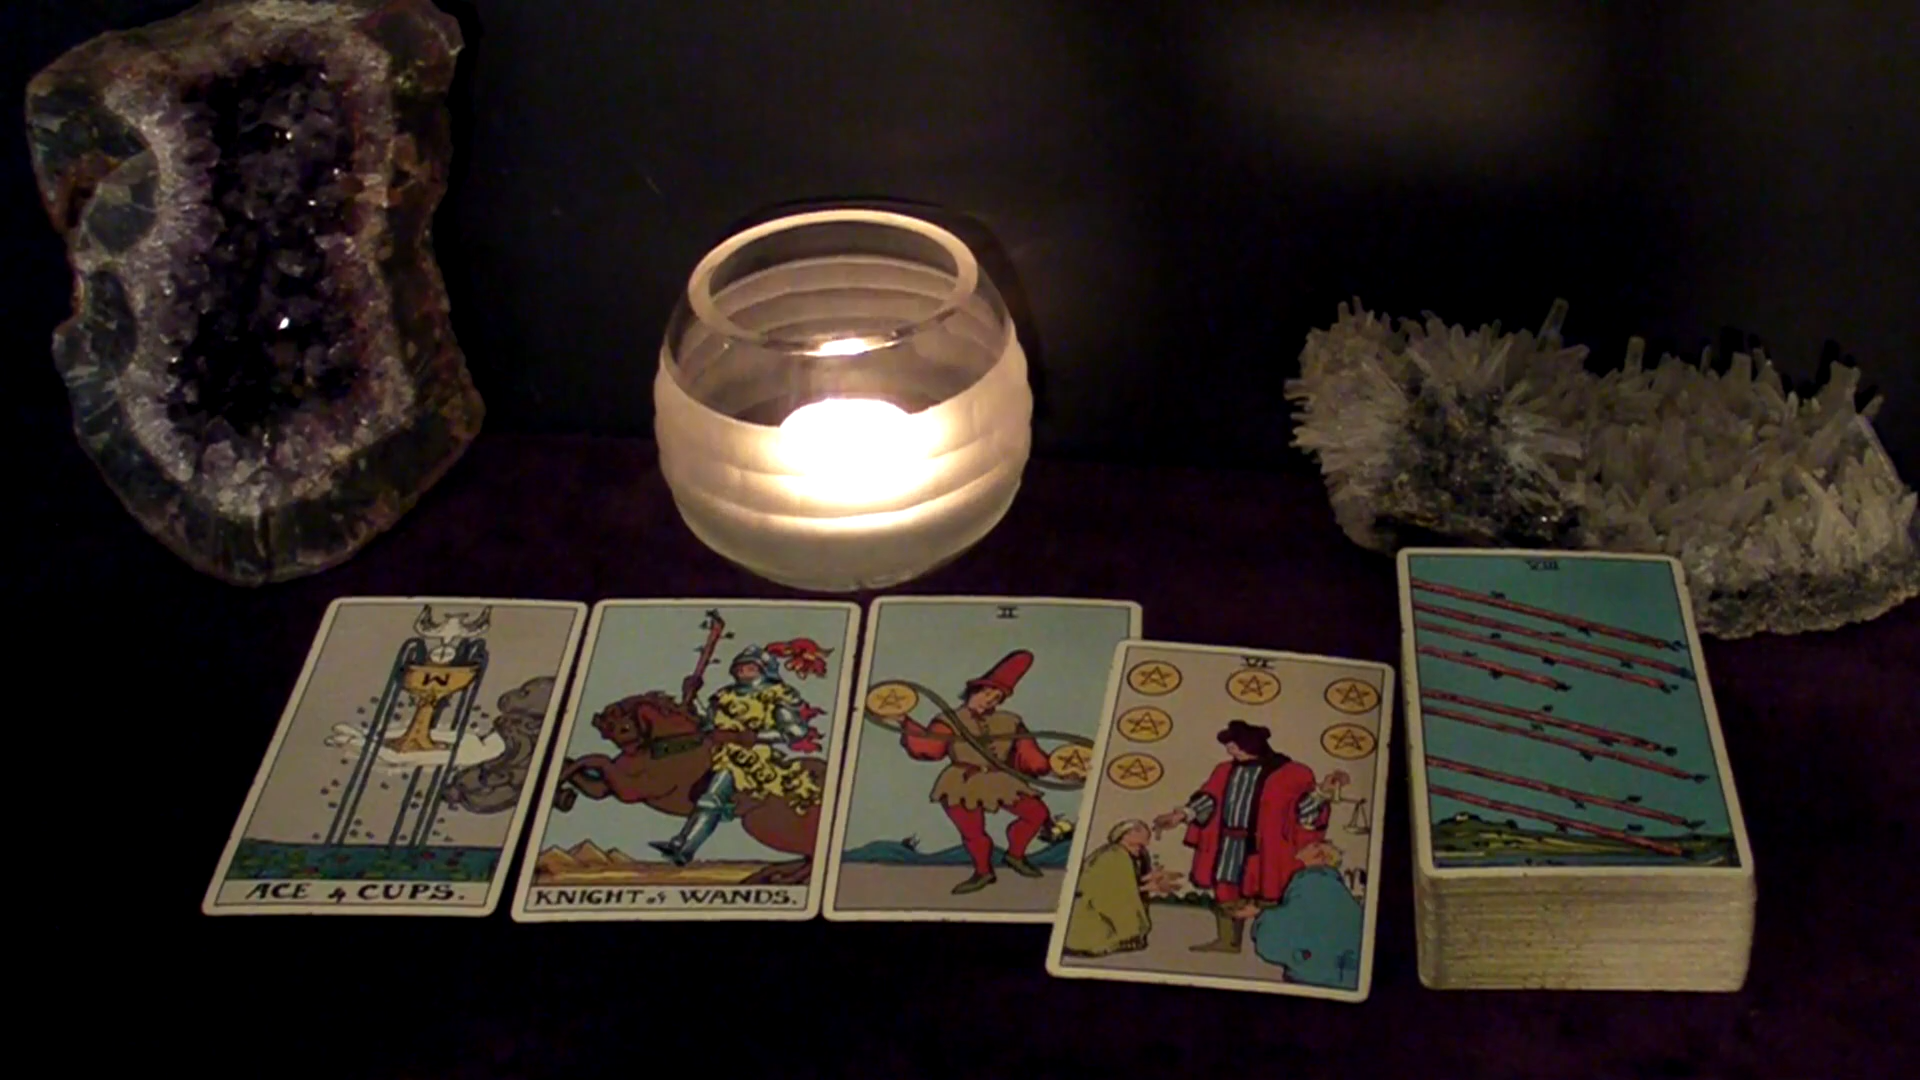 VIII
II
VI
M
ACE of CUPS.
KNIGHT of WANDS.